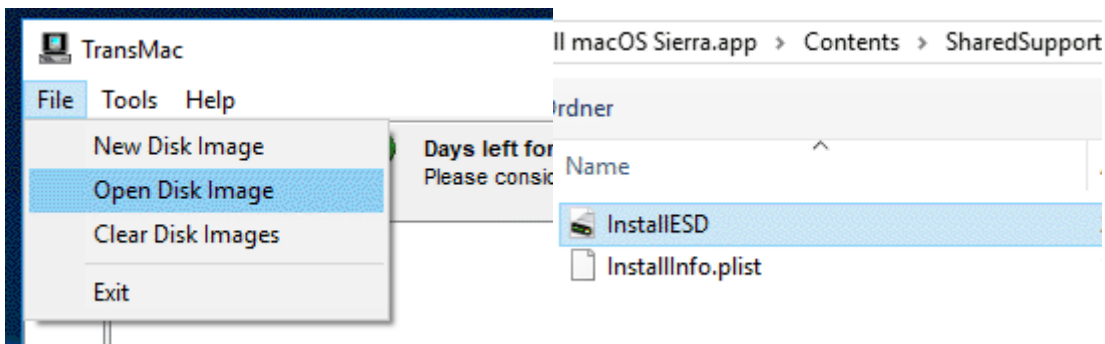 TransMac
File Tools Help
New Disk Image
Open Disk Image
Clear Disk Images
Exit
Days left for
Please consid
ll macOS Sierra.app > Contents > SharedSupport
Ordner
Name
InstallESD
InstallInfo.plist